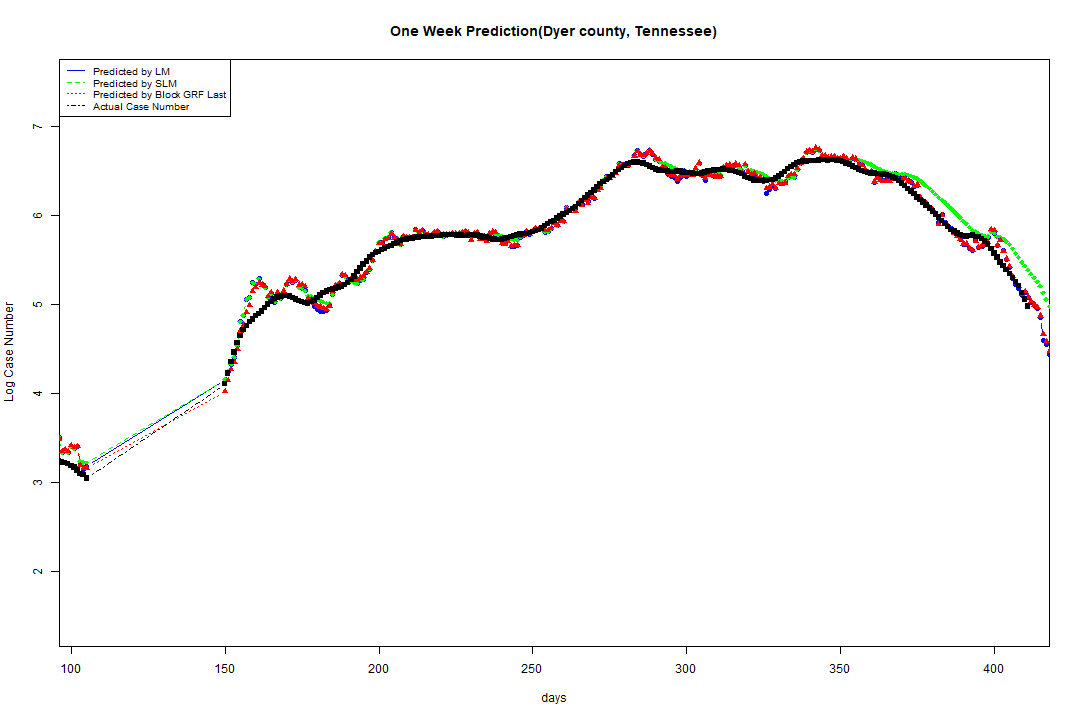 One Week Prediction(Dyer county, Tennessee)
Predicted by LM
Predicted by SLM
Predicted by Block GRF Last
Actual Case Number
7
6
5
4
3
2
Log Case Number
100 150 200 250 300 350 400
days